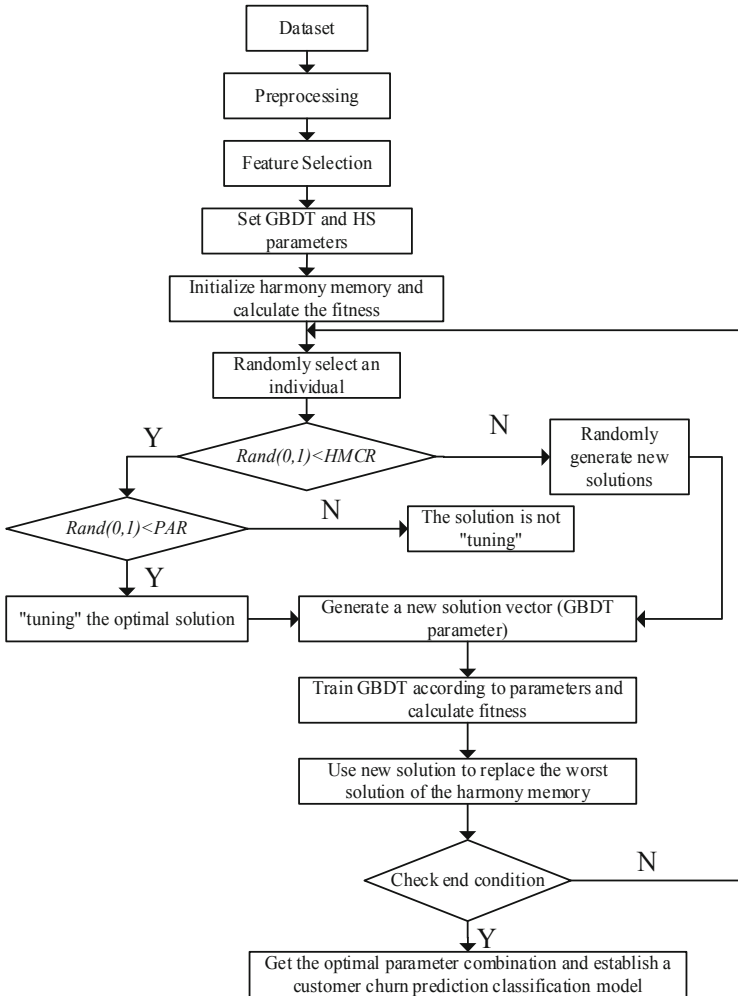 Dataset
Preprocessing
Feature Selection
Set GBDT and HS
parameters
Initialize harmony memory and
calculate the fitness
Randomly select an
individual
Y
Rand(0,1)<HMCR
N
Randomly
generate new
solutions
Rand(0,1)<PAR
N
The solution is not
"tuning"
Y
"tuning" the optimal solution
Generate a new solution vector (GBDT
parameter)
Train GBDT according to parameters and
calculate fitness
Use new solution to replace the worst
solution of the harmony memory
Check end condition
N
Y
Get the optimal parameter combination and establish a
customer churn prediction classification model